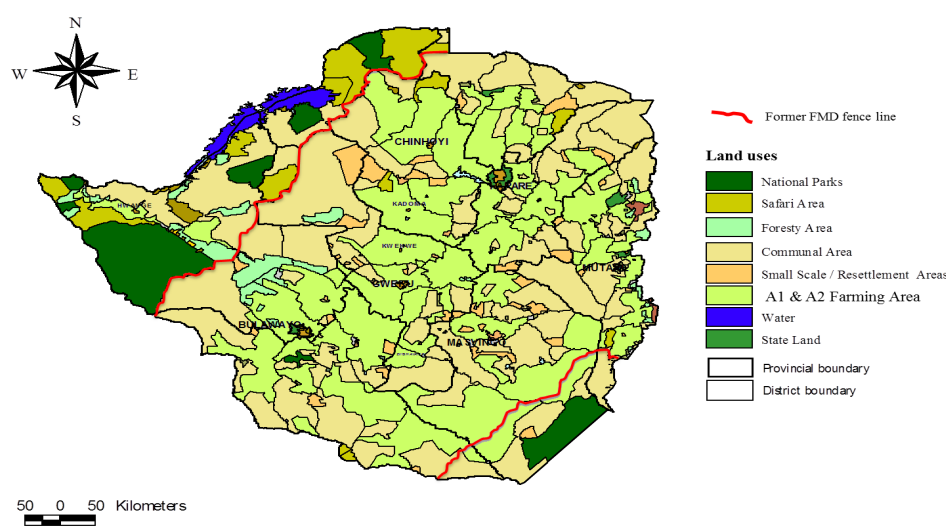 N
W E
S
Former FMD fence line
Land uses
National Parks
Safari Area
Foresty Area
Communal Area
Small Scale / Resettlement Areas
A1 & A2 Farming Area
Water
State Land
Provincial boundary
District boundary
CHINHOYI
HARARE
HWANGE
KADOMA
KWEKWE
GWERU
MUTARE
BULAWAYO
MASVINGO
50 0 50 Kilometers